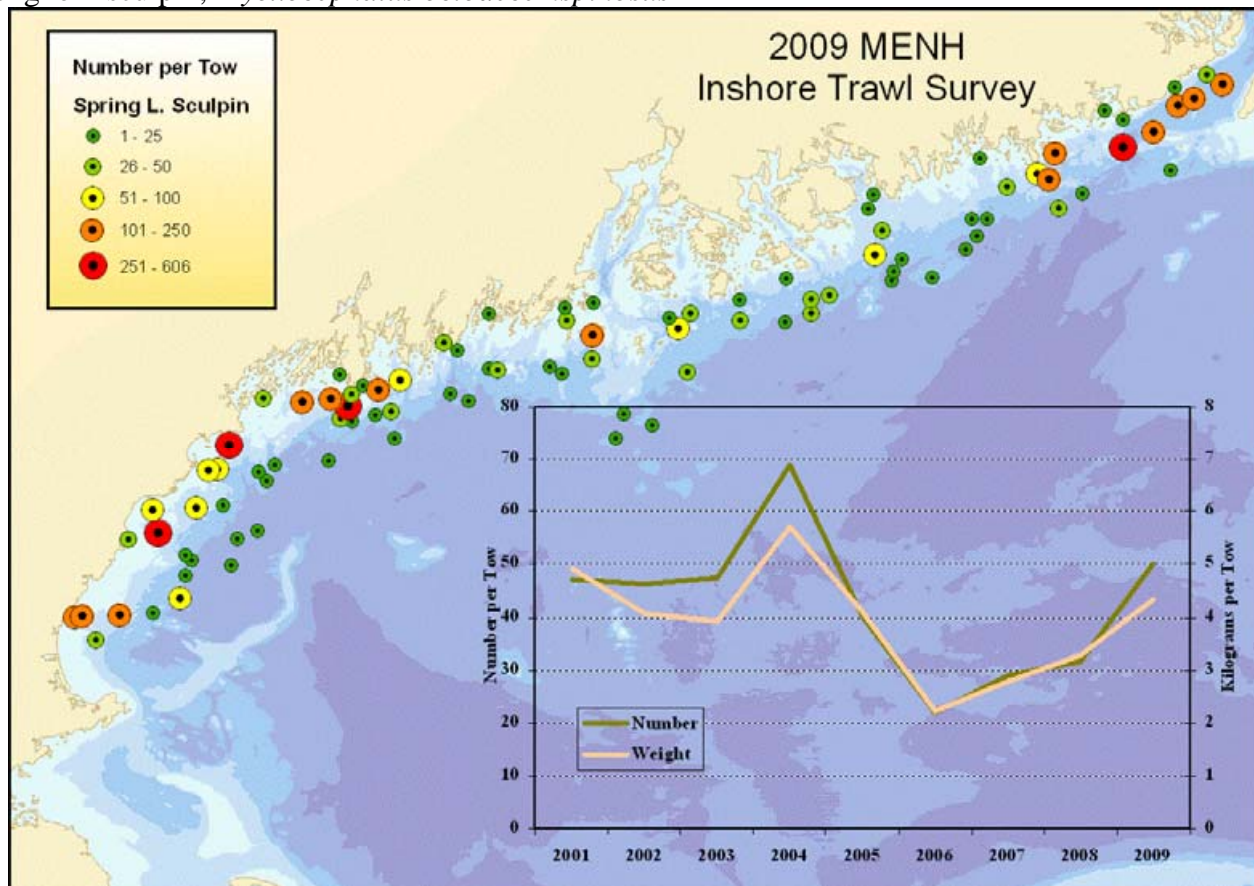 2009 MENH
Inshore Trawl Survey
Number per Tow
Spring L. Sculpin
1 - 25
26 - 50
51 - 100
101 - 250
251 - 606
80
70
60
50
40
30
20
10
0
Number per Tow
8
7
6
5
4
3
2
1
0
Kilograms per Tow
Number
Weight
2001 2002 2003 2004 2005 2006 2007 2008 2009